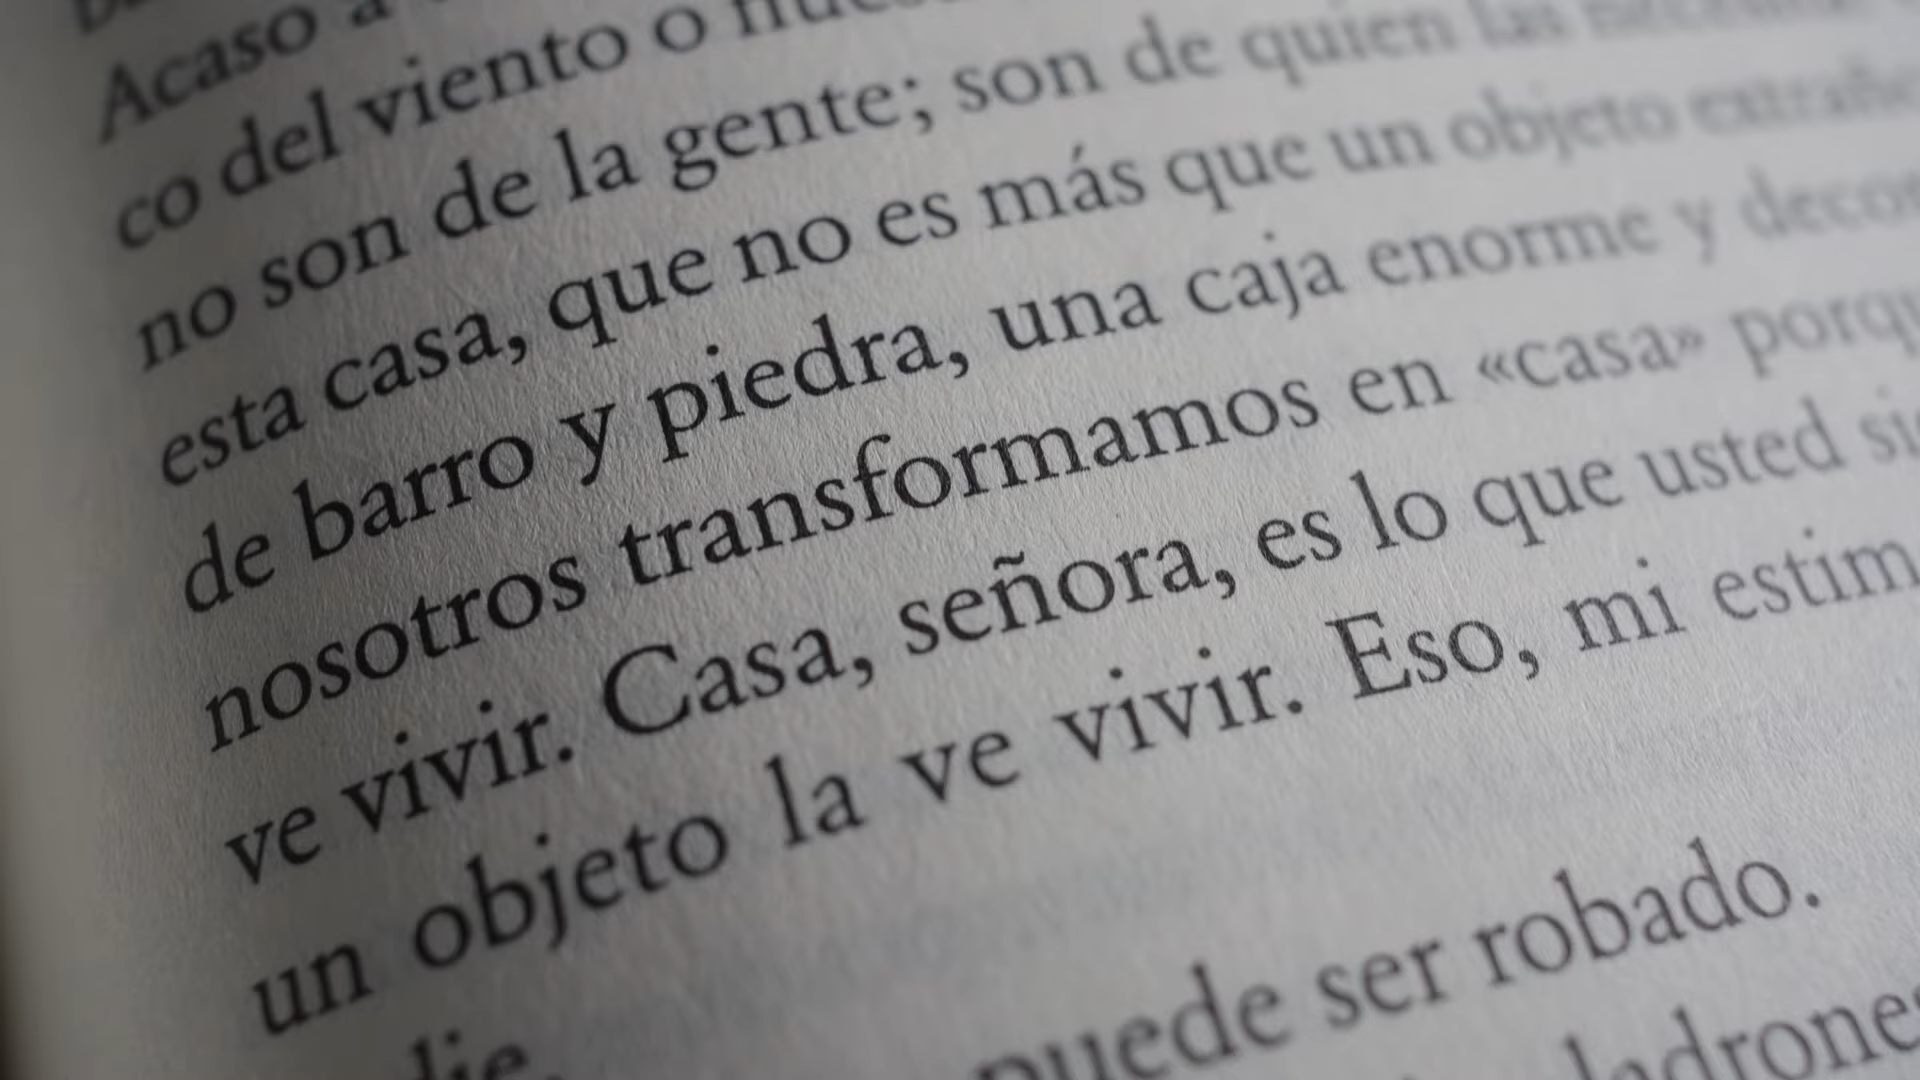 Acaso a
co del viento o
no son de la gente; son de quien las
esta casa, que no es más que un objeto extraño
de barro y piedra, una caja enorme y
nosotros transformamos en «casa»
ve vivir. Casa, señora, es lo que usted
un objeto la ve vivir. Eso, mi
puede ser robado.